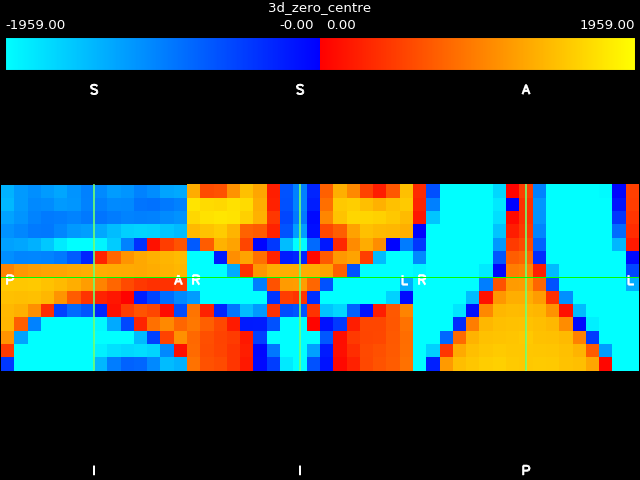 3d_zero_centre
-1959.00 -0.00 0.00 1959.00
S S A
P A R L R L
I I P